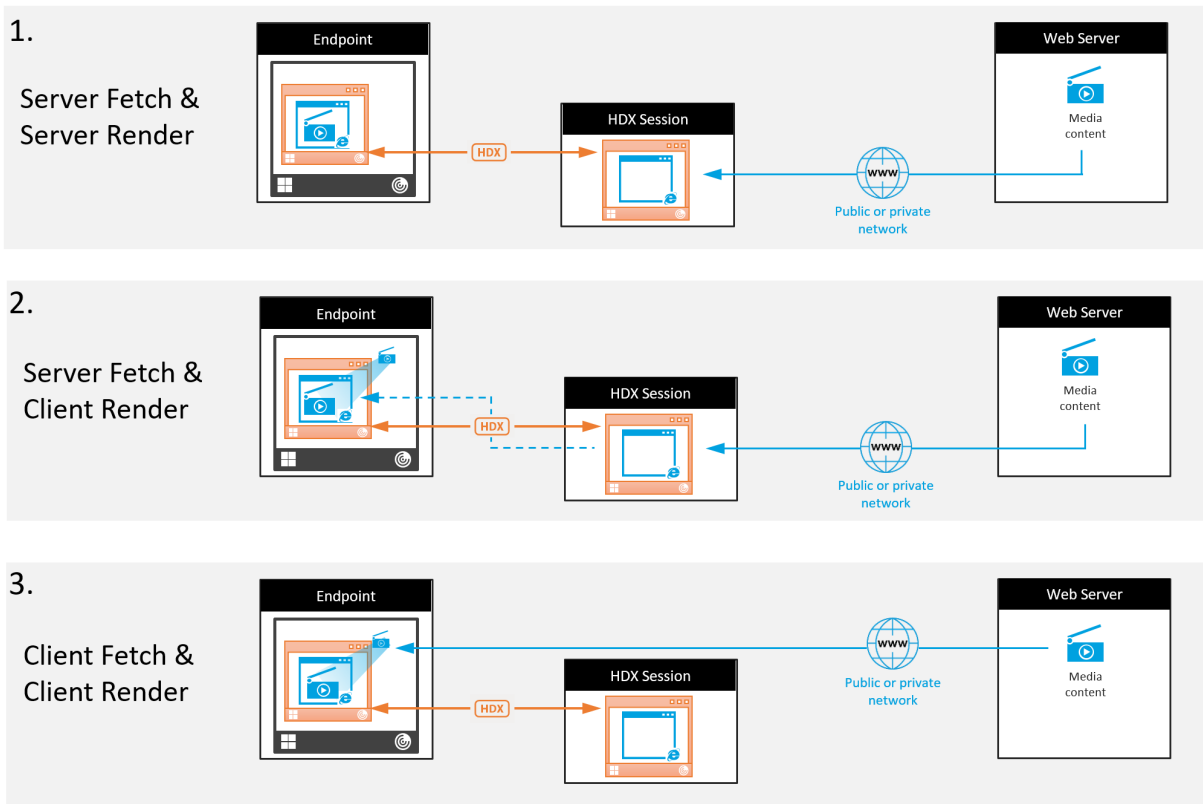 1.
Server Fetch &
Server Render
Endpoint
HDX
HDX Session
www
Public or private
network
Web Server
Media
content
2.
Server Fetch &
Client Render
Endpoint
HDX
HDX Session
www
Public or private
network
Web Server
Media
content
3.
Client Fetch &
Client Render
Endpoint
HDX
HDX Session
www
Public or private
network
Web Server
Media
content